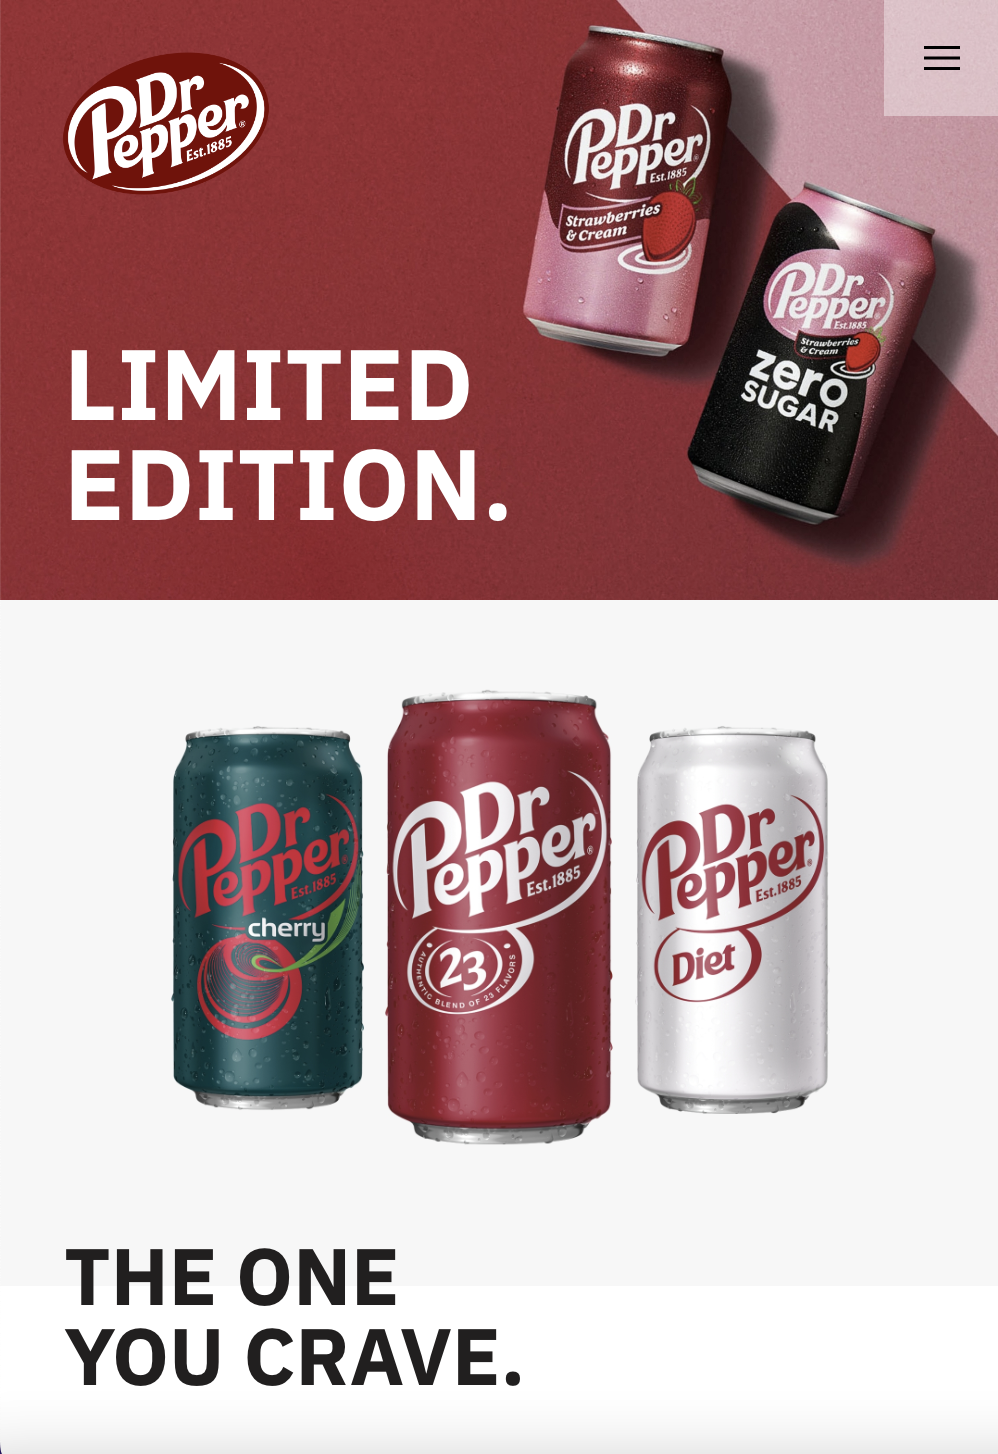 Dr
Pepper®
Est.1885
Dr
Pepper®
Est.1885
Strawberries
& Cream
Dr
Pepper
Est.1885
Strawberries
& Cream
zero
SUGAR
LIMITED
EDITION.
Dr
Pepper®
Est.1885
cherry
Dr
Pepper®
Est.1885
23
AUTHENTIC BLEND OF 23 FLAVORS
Dr
Pepper®
Est.1885
Diet
THE ONE
YOU CRAVE.